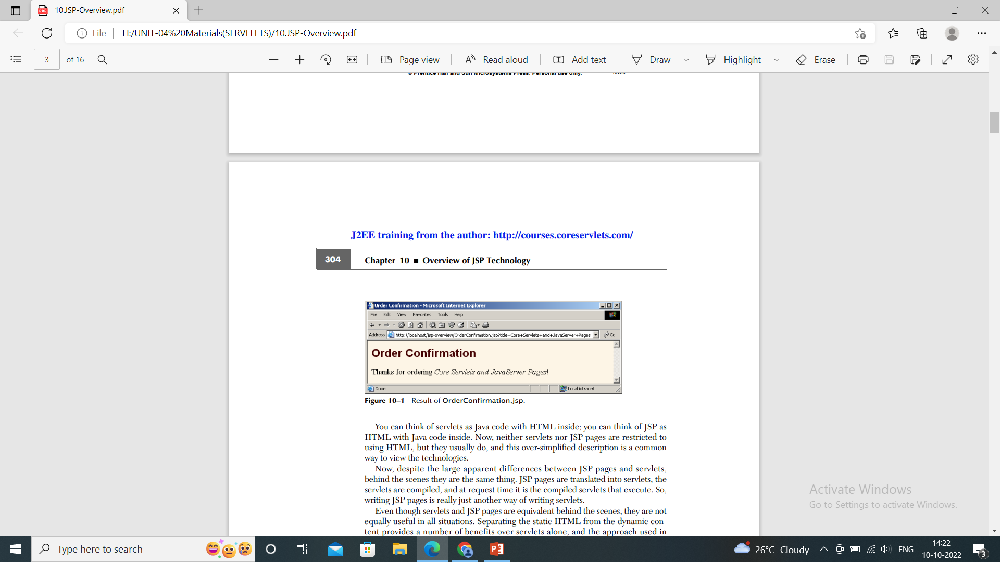 10.JSP-Overview.pdf
File
H:/UNIT-04%20Materials(SERVELETS)/10.JSP-Overview.pdf
3 of 16
Page view
Read aloud
Add text
Draw
Highlight
Erase
© Prentice Hall and Sun Microsystems Press. Personal use only.
J2EE training from the author: http://courses.coreservlets.com/
304 Chapter 10 ■ Overview of JSP Technology
Order Confirmation - Microsoft Internet Explorer
File Edit View Favorites Tools Help
Address http://localhost/jsp-overview/OrderConfirmation.jsp?title=Core+Servlets+and+JavaServer+Pages Go
Order Confirmation
Thanks for ordering Core Servlets and JavaServer Pages!
Done Local intranet
Figure 10–1 Result of OrderConfirmation.jsp.
You can think of servlets as Java code with HTML inside; you can think of JSP as
HTML with Java code inside. Now, neither servlets nor JSP pages are restricted to
using HTML, but they usually do, and this over-simplified description is a common
way to view the technologies.
Now, despite the large apparent differences between JSP pages and servlets,
behind the scenes they are the same thing. JSP pages are translated into servlets, the
servlets are compiled, and at request time it is the compiled servlets that execute. So,
writing JSP pages is really just another way of writing servlets.
Even though servlets and JSP pages are equivalent behind the scenes, they are not
equally useful in all situations. Separating the static HTML from the dynamic con-
tent provides a number of benefits over servlets alone, and the approach used in
Activate Windows
Go to Settings to activate Windows.
Type here to search
26°C Cloudy
ENG
14:22
10-10-2022
3